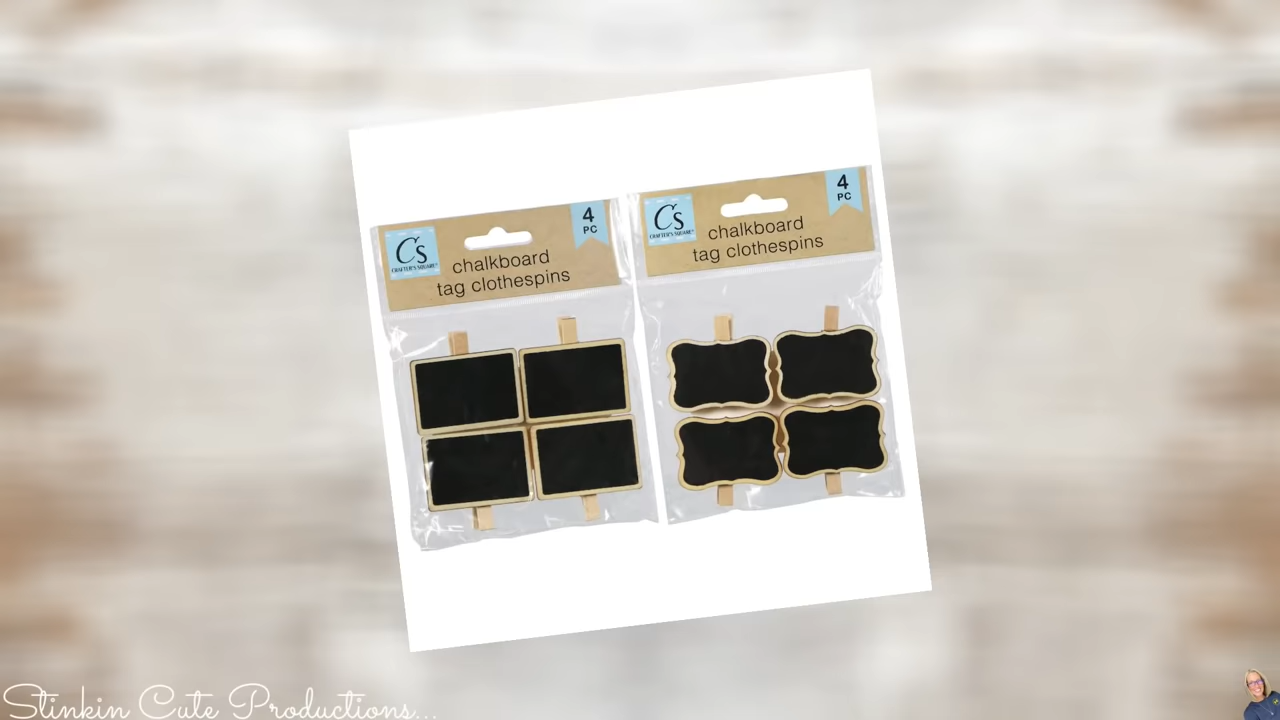 4
PC
Cs
CRAFTER'S SQUARE
chalkboard
tag clothespins
4
PC
Cs
CRAFTER'S SQUARE
chalkboard
tag clothespins
Stinkin Cute Productions...